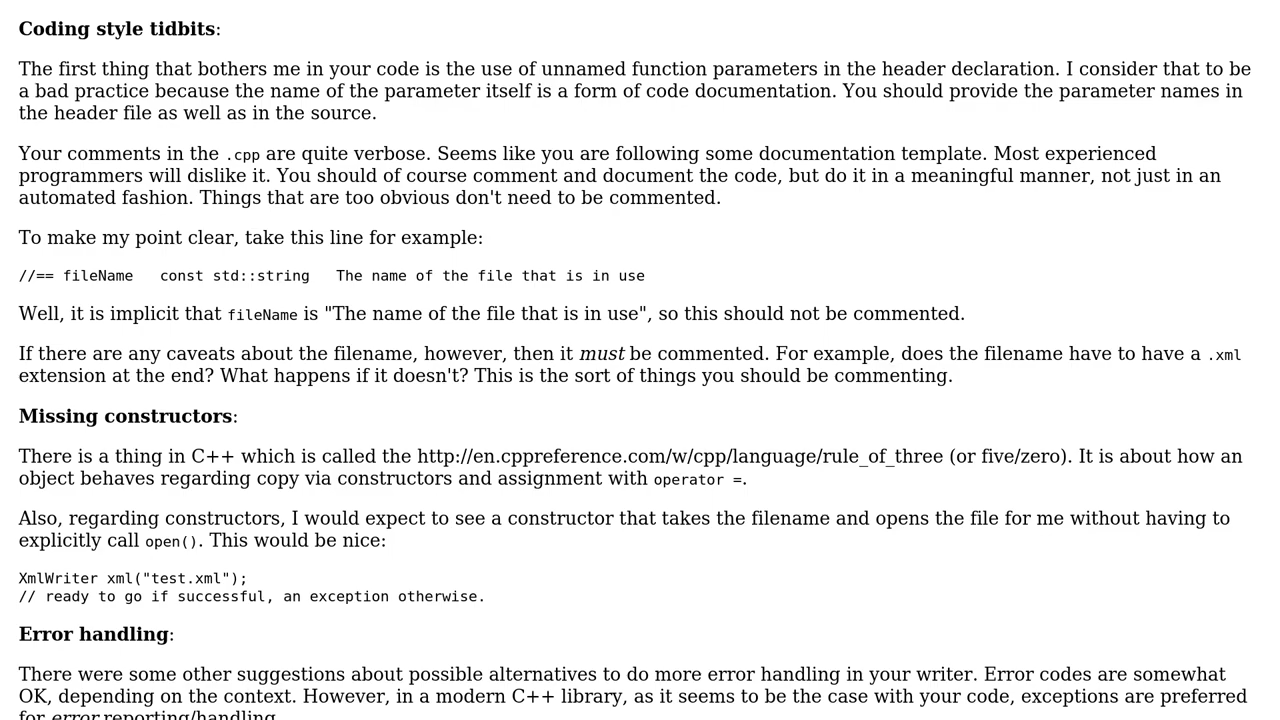 Coding style tidbits:
The first thing that bothers me in your code is the use of unnamed function parameters in the header declaration. I consider that to be
a bad practice because the name of the parameter itself is a form of code documentation. You should provide the parameter names in
the header file as well as in the source.
Your comments in the .cpp are quite verbose. Seems like you are following some documentation template. Most experienced
programmers will dislike it. You should of course comment and document the code, but do it in a meaningful manner, not just in an
automated fashion. Things that are too obvious don't need to be commented.
To make my point clear, take this line for example:
//== fileName   const std::string   The name of the file that is in use
Well, it is implicit that fileName is "The name of the file that is in use", so this should not be commented.
If there are any caveats about the filename, however, then it must be commented. For example, does the filename have to have a .xml
extension at the end? What happens if it doesn't? This is the sort of things you should be commenting.
Missing constructors:
There is a thing in C++ which is called the http://en.cppreference.com/w/cpp/language/rule_of_three (or five/zero). It is about how an
object behaves regarding copy via constructors and assignment with operator =.
Also, regarding constructors, I would expect to see a constructor that takes the filename and opens the file for me without having to
explicitly call open(). This would be nice:
XmlWriter xml("test.xml");
// ready to go if successful, an exception otherwise.
Error handling:
There were some other suggestions about possible alternatives to do more error handling in your writer. Error codes are somewhat
OK, depending on the context. However, in a modern C++ library, as it seems to be the case with your code, exceptions are preferred
for error reporting/handling.